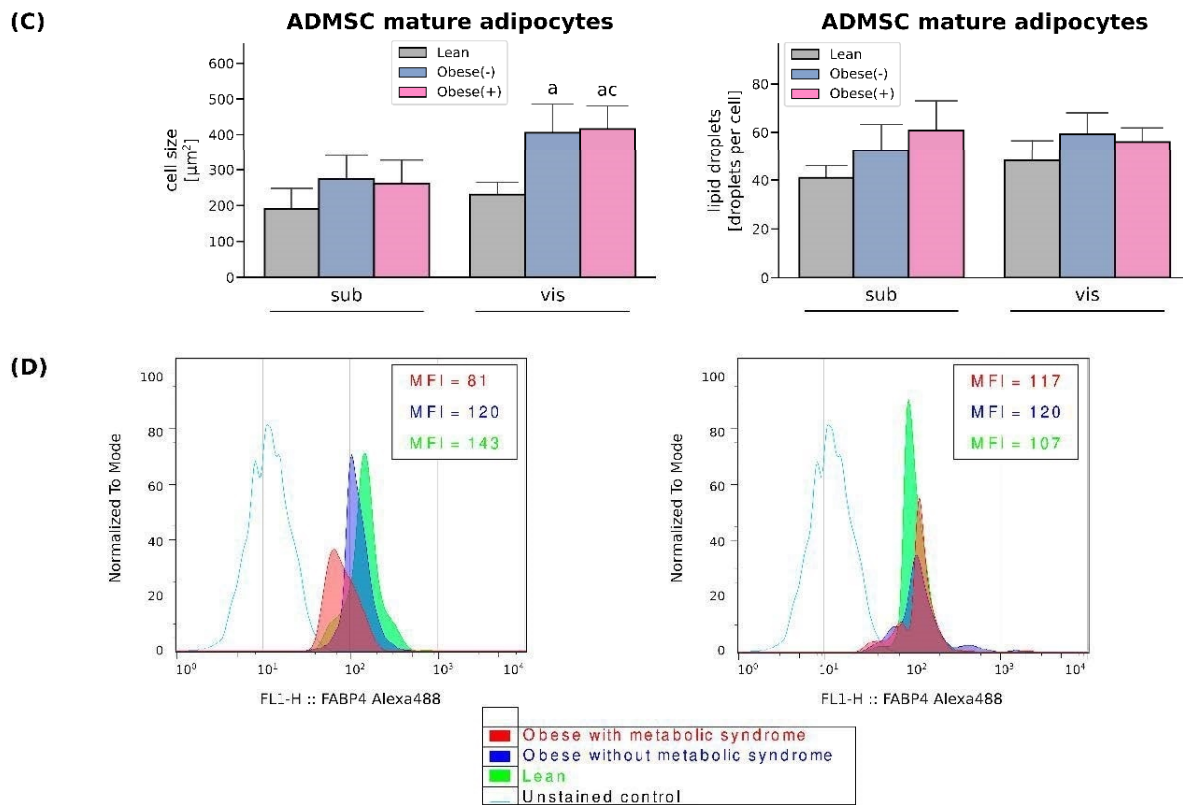 (C)
ADMSC mature adipocytes
Lean
Obese(-)
Obese(+)
600
500
400
300
200
100
0
cell size
[µm²]
a
ac
sub
vis
ADMSC mature adipocytes
Lean
Obese(-)
Obese(+)
80
60
40
20
0
lipid droplets
[droplets per cell]
sub
vis
(D)
MFI = 81
MFI = 120
MFI = 143
100
80
60
40
20
0
Normalized To Mode
10⁰ 10¹ 10² 10³ 10⁴
FL1-H :: FABP4 Alexa488
MFI = 117
MFI = 120
MFI = 107
100
80
60
40
20
0
Normalized To Mode
10⁰ 10¹ 10² 10³ 10⁴
FL1-H :: FABP4 Alexa488
Obese with metabolic syndrome
Obese without metabolic syndrome
Lean
Unstained control